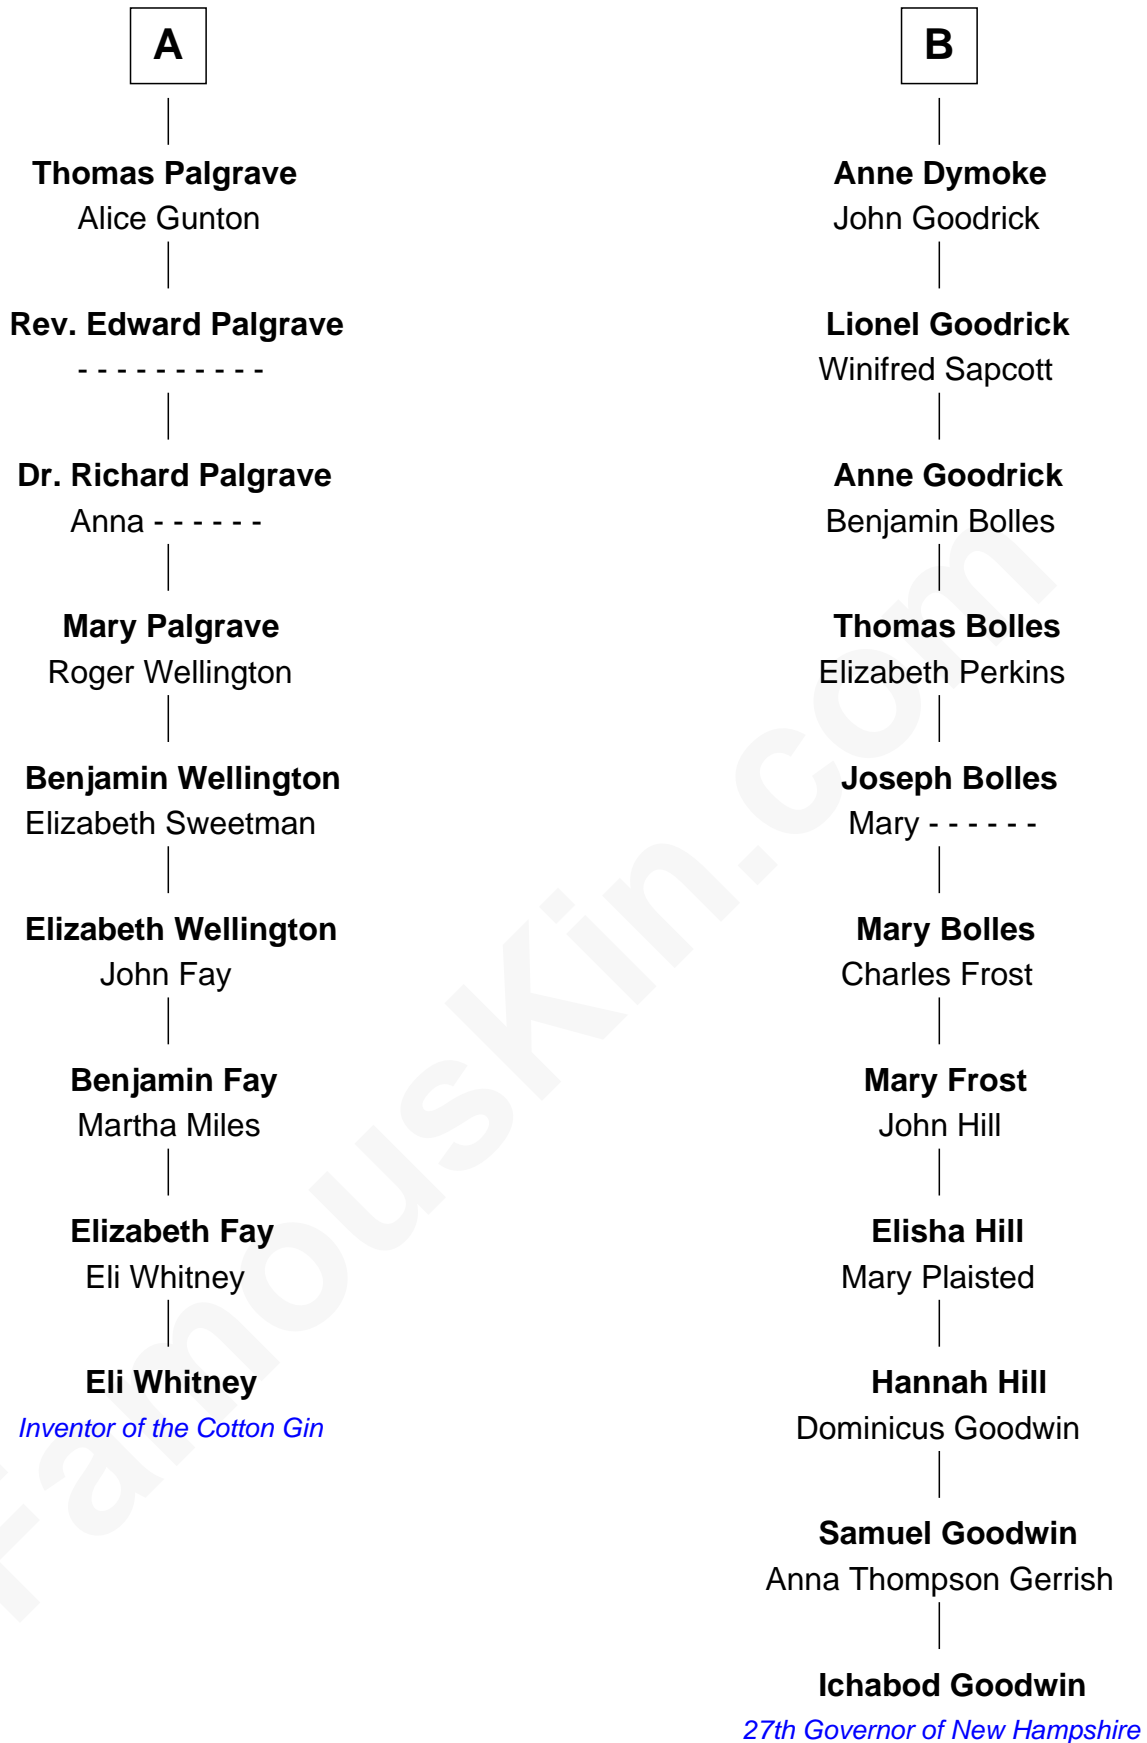 A
Thomas Palgrave
Alice Gunton
Rev. Edward Palgrave
- - - - - - - - - -
Dr. Richard Palgrave
Anna - - - - - -
Mary Palgrave
Roger Wellington
Benjamin Wellington
Elizabeth Sweetman
Elizabeth Wellington
John Fay
Benjamin Fay
Martha Miles
Elizabeth Fay
Eli Whitney
Eli Whitney
Inventor of the Cotton Gin
B
Anne Dymoke
John Goodrick
Lionel Goodrick
Winifred Sapcott
Anne Goodrick
Benjamin Bolles
Thomas Bolles
Elizabeth Perkins
Joseph Bolles
Mary - - - - - -
Mary Bolles
Charles Frost
Mary Frost
John Hill
Elisha Hill
Mary Plaisted
Hannah Hill
Dominicus Goodwin
Samuel Goodwin
Anna Thompson Gerrish
Ichabod Goodwin
27th Governor of New Hampshire
FamousKin.com